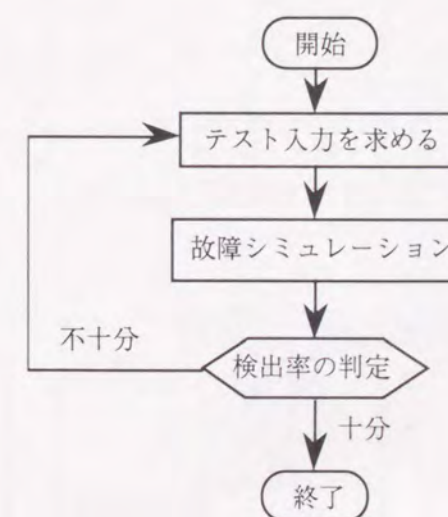 開始
テスト入力を求める
故障シミュレーション
不十分
検出率の判定
十分
終了